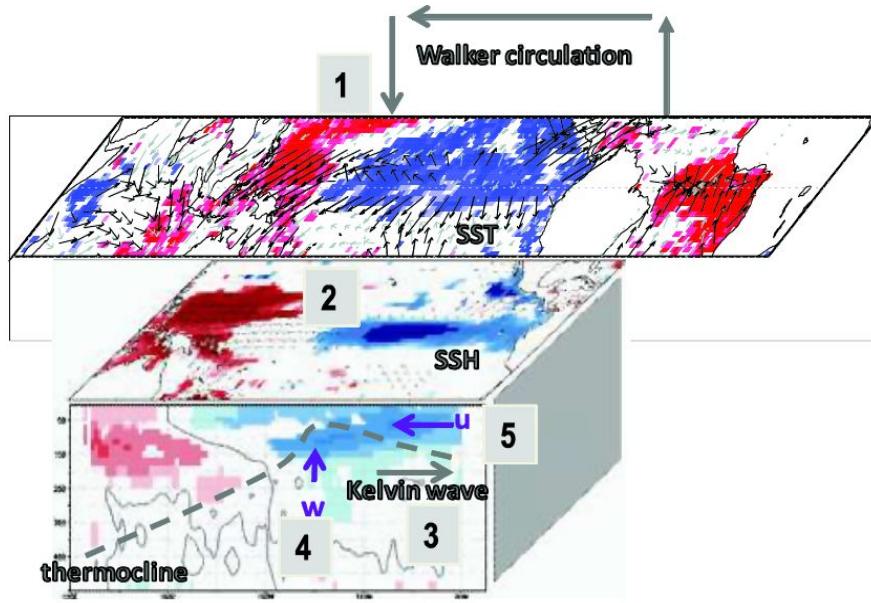 Walker circulation
1
SST
2
SSH
u
5
Kelvin wave
w
4
3
thermocline